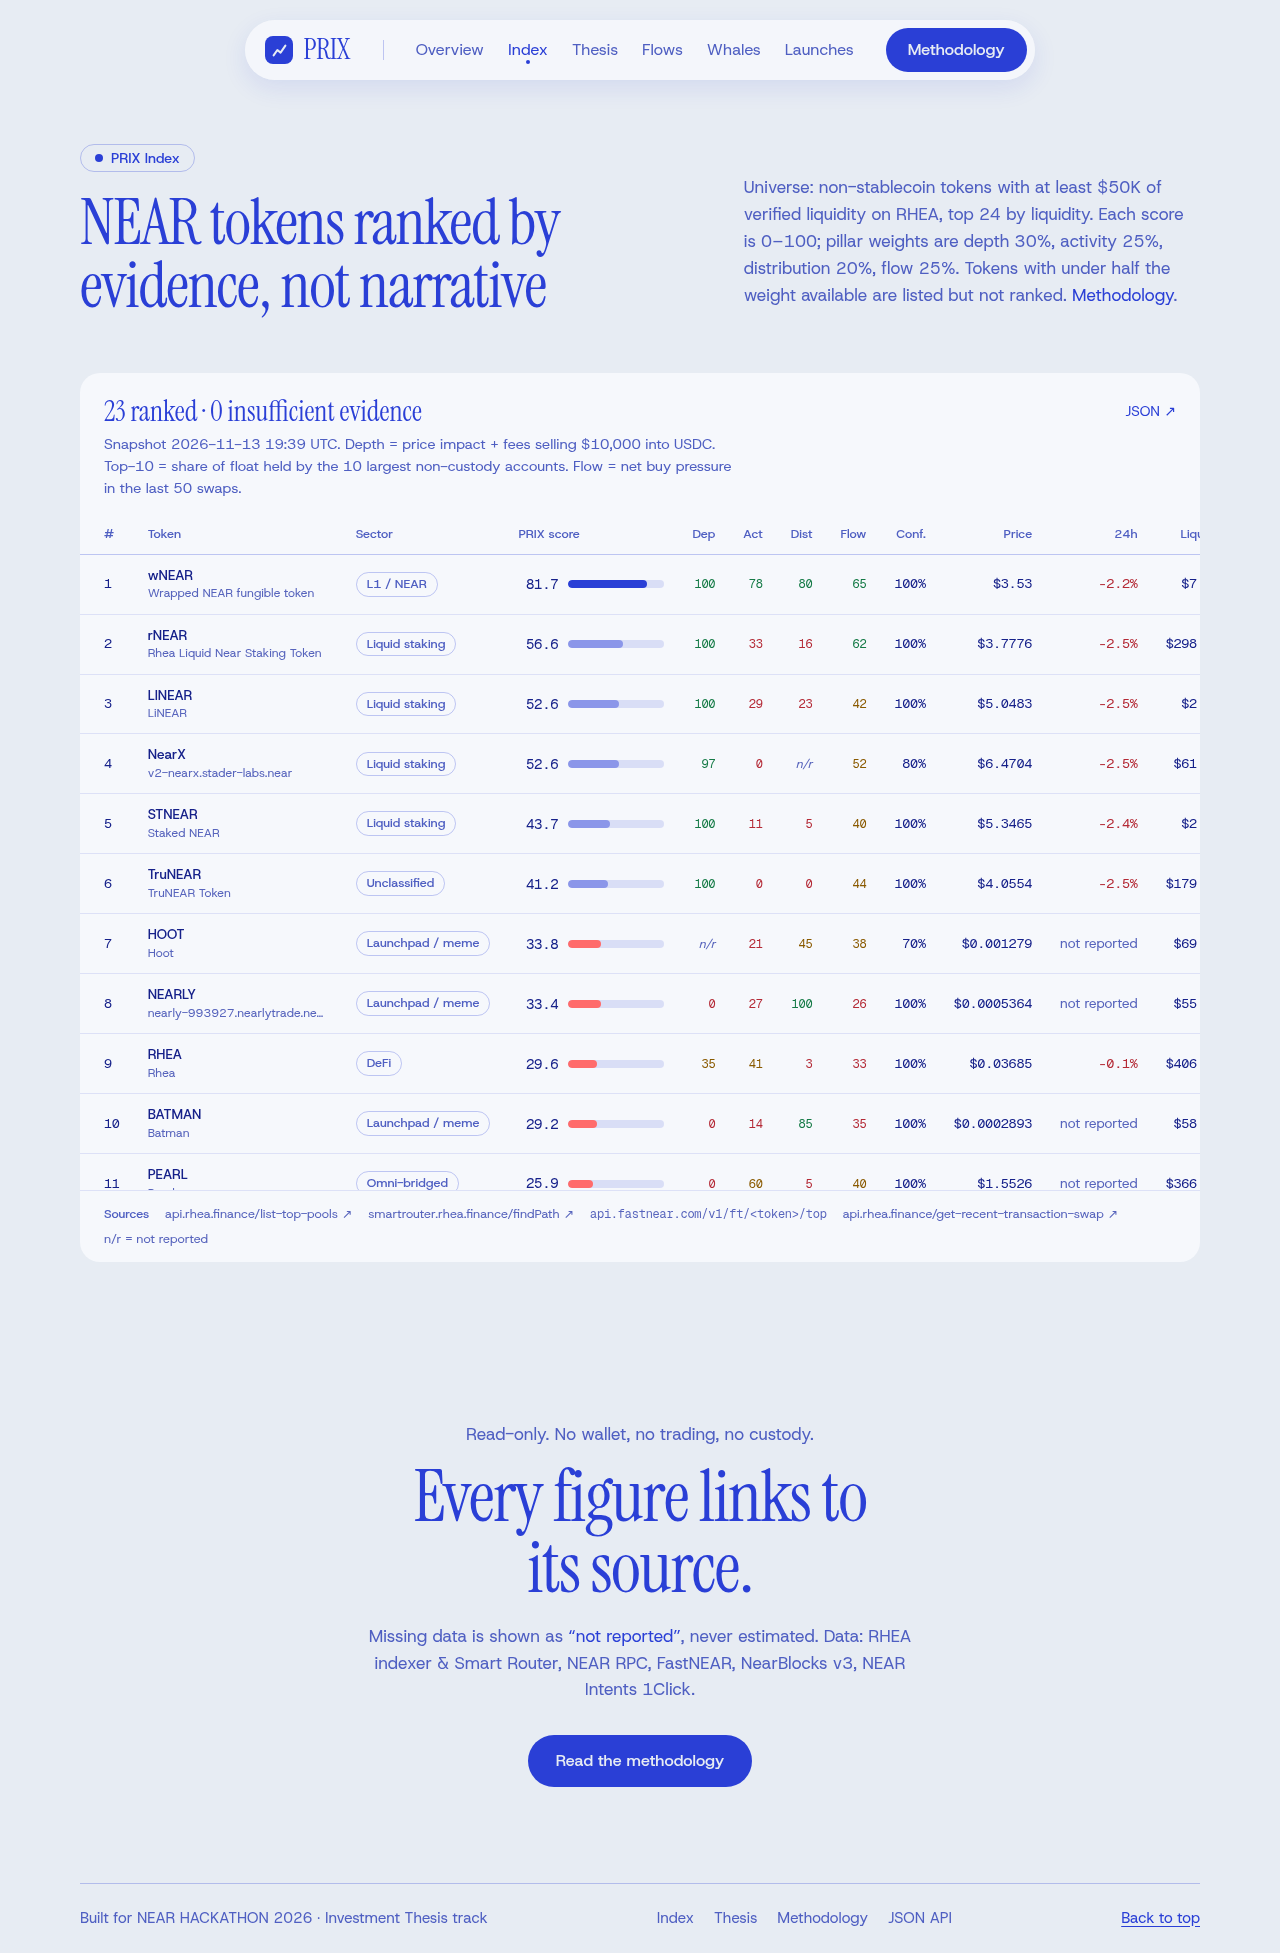 PRIX
Overview Index Thesis Flows Whales Launches Methodology
PRIX Index
NEAR tokens ranked by
evidence, not narrative
Universe: non-stablecoin tokens with at least $50K of
verified liquidity on RHEA, top 24 by liquidity. Each score
is 0–100; pillar weights are depth 30%, activity 25%,
distribution 20%, flow 25%. Tokens with under half the
weight available are listed but not ranked. Methodology.
23 ranked · 0 insufficient evidence
JSON ↗
Snapshot 2026-11-13 19:39 UTC. Depth = price impact + fees selling $10,000 into USDC.
Top-10 = share of float held by the 10 largest non-custody accounts. Flow = net buy pressure
in the last 50 swaps.
# Token Sector PRIX score Dep Act Dist Flow Conf. Price 24h
1 wNEAR L1 / NEAR 81.7 100 78 80 65 100% $3.53 -2.2% $7
Wrapped NEAR fungible token
2 rNEAR Liquid staking 56.6 100 33 16 62 100% $3.7776 -2.5% $298
Rhea Liquid Near Staking Token
3 LINEAR Liquid staking 52.6 100 29 23 42 100% $5.0483 -2.5% $2
LiNEAR
4 NearX Liquid staking 52.6 97 0 n/r 52 80% $6.4704 -2.5% $61
v2-nearx.stader-labs.near
5 STNEAR Liquid staking 43.7 100 11 5 40 100% $5.3465 -2.4% $2
Staked NEAR
6 TruNEAR Unclassified 41.2 100 0 0 44 100% $4.0554 -2.5% $179
TruNEAR Token
7 HOOT Launchpad / meme 33.8 n/r 21 45 38 70% $0.001279 not reported $69
Hoot
8 NEARLY Launchpad / meme 33.4 0 27 100 26 100% $0.0005364 not reported $55
nearly-993927.nearlytrade.ne…
9 RHEA DeFi 29.6 35 41 3 33 100% $0.03685 -0.1% $406
Rhea
10 BATMAN Launchpad / meme 29.2 0 14 85 35 100% $0.0002893 not reported $58
Batman
11 PEARL Omni-bridged 25.9 0 60 5 40 100% $1.5526 not reported $366
Sources api.rhea.finance/list-top-pools ↗ smartrouter.rhea.finance/findPath ↗ api.fastnear.com/v1/ft/<token>/top api.rhea.finance/get-recent-transaction-swap ↗
n/r = not reported
Read-only. No wallet, no trading, no custody.
Every figure links to
its source.
Missing data is shown as “not reported”, never estimated. Data: RHEA
indexer & Smart Router, NEAR RPC, FastNEAR, NearBlocks v3, NEAR
Intents 1Click.
Read the methodology
Built for NEAR HACKATHON 2026 · Investment Thesis track
Index Thesis Methodology JSON API
Back to top